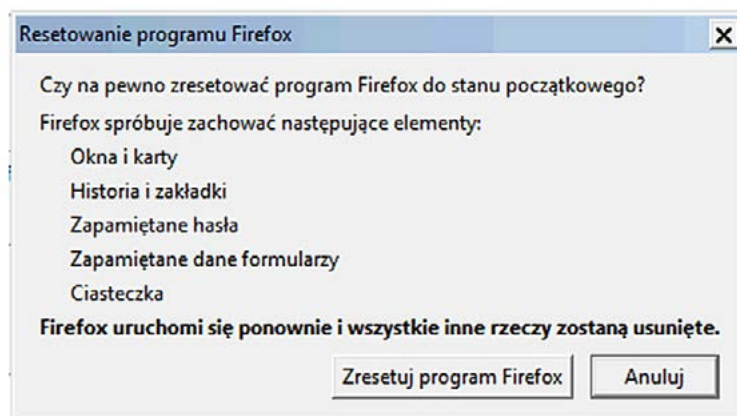 Resetowanie programu Firefox
Czy na pewno zresetować program Firefox do stanu początkowego?
Firefox spróbuje zachować następujące elementy:
Okna i karty
Historia i zakładki
Zapamiętane hasła
Zapamiętane dane formularzy
Ciasteczka
Firefox uruchomi się ponownie i wszystkie inne rzeczy zostaną usunięte.
Zresetuj program Firefox Anuluj